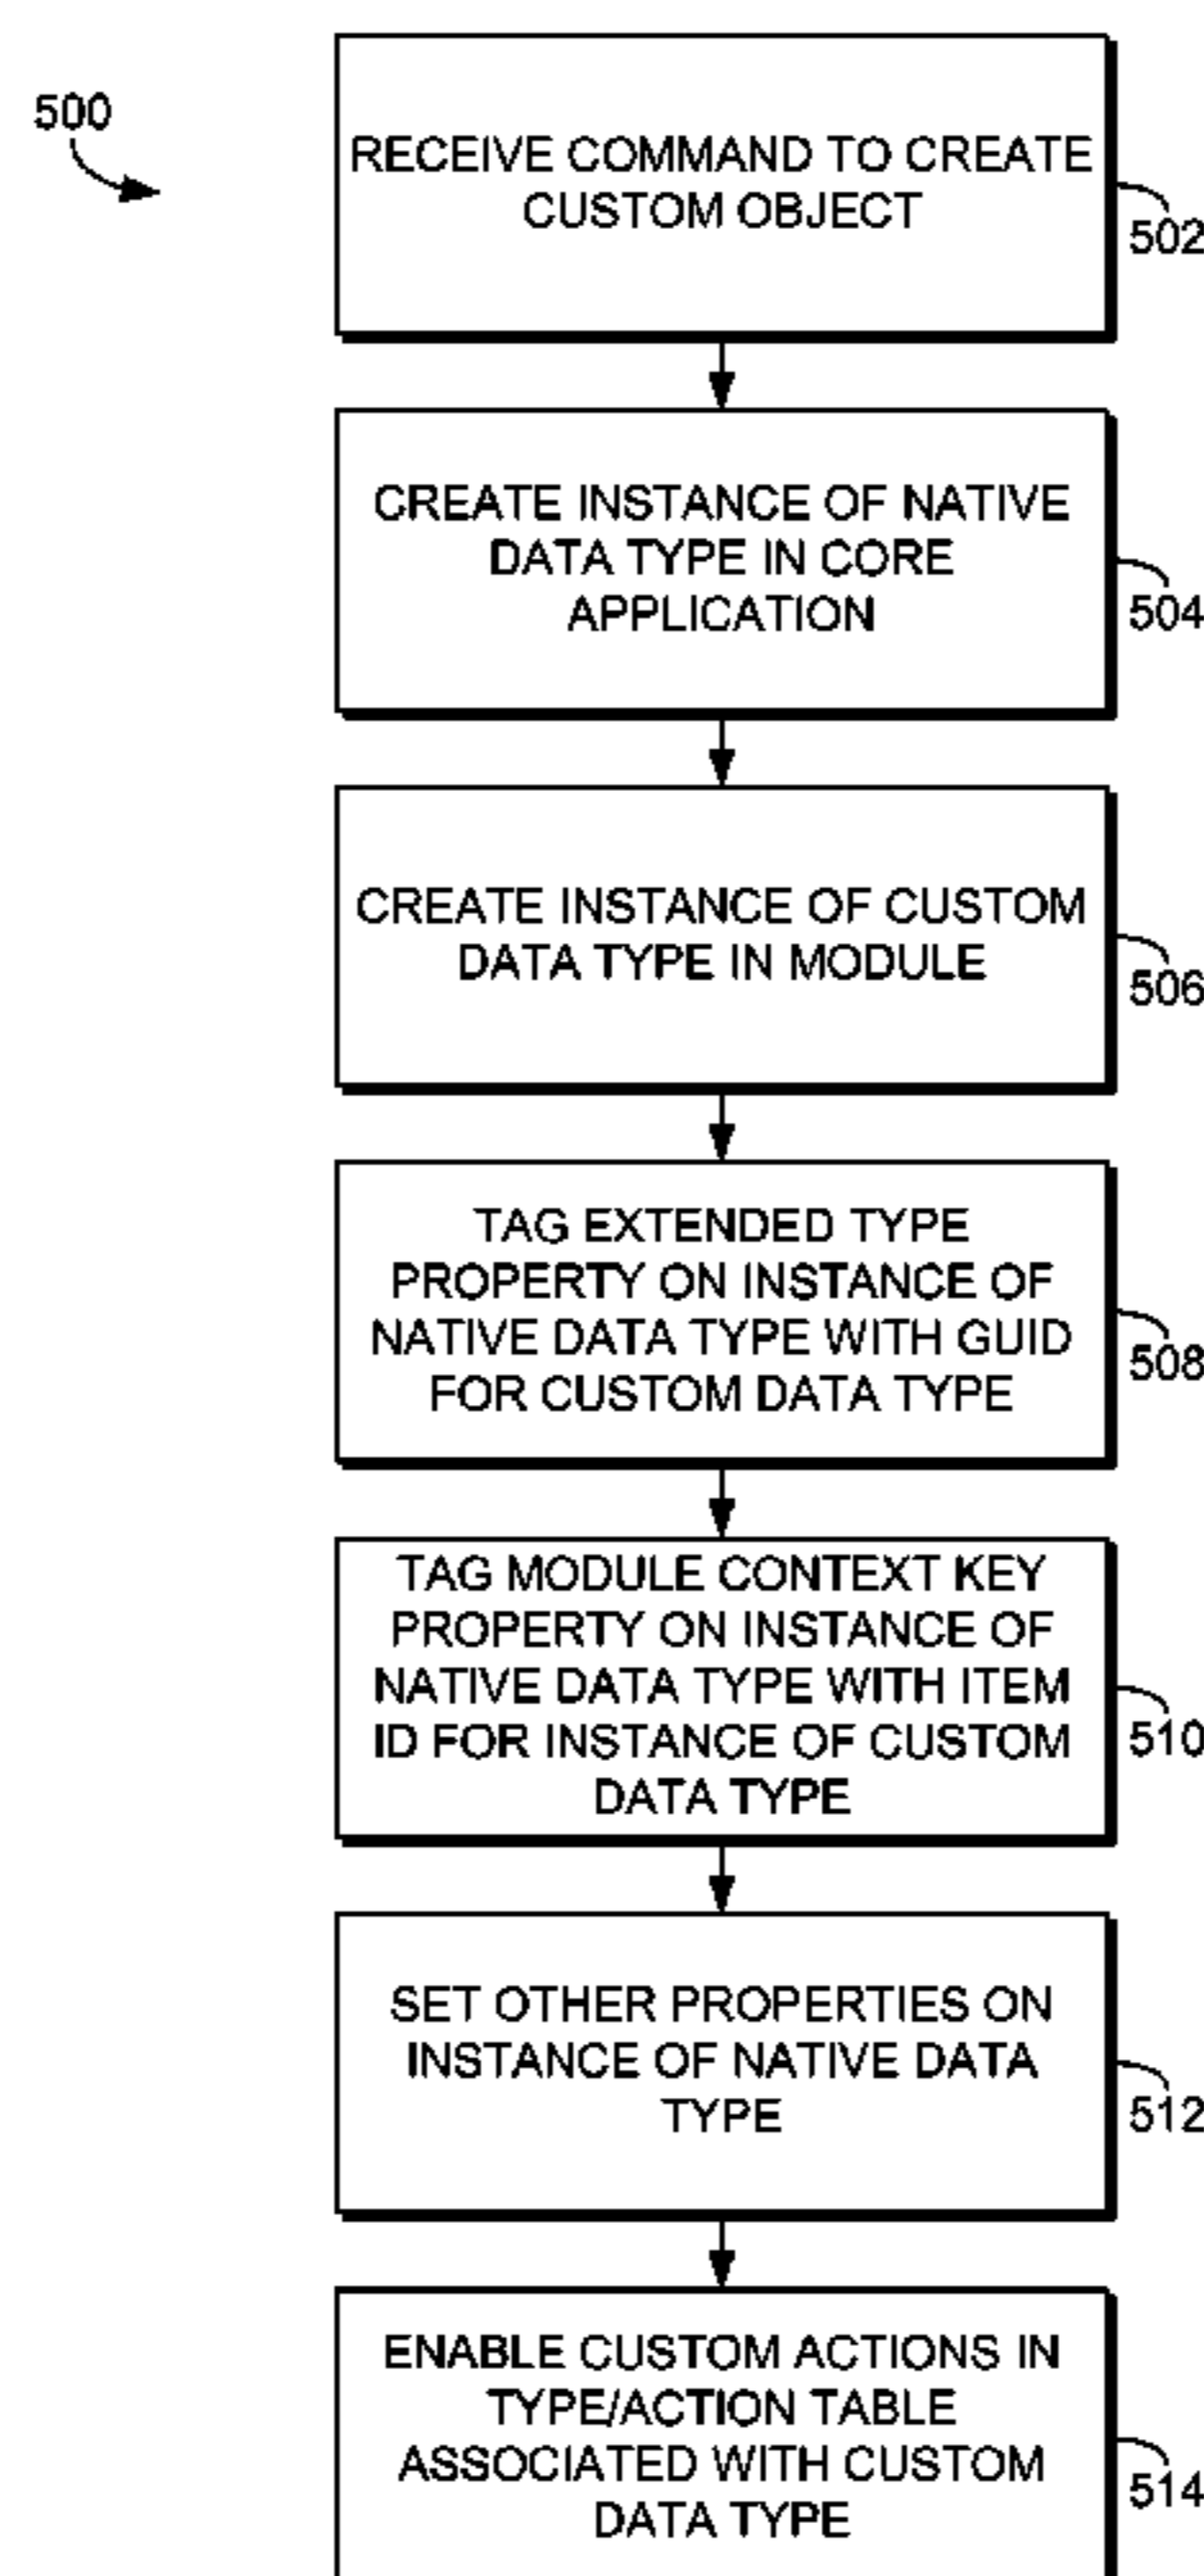 500
RECEIVE COMMAND TO CREATE
CUSTOM OBJECT
502
CREATE INSTANCE OF NATIVE
DATA TYPE IN CORE
APPLICATION
504
CREATE INSTANCE OF CUSTOM
DATA TYPE IN MODULE
506
TAG EXTENDED TYPE
PROPERTY ON INSTANCE OF
NATIVE DATA TYPE WITH GUID
FOR CUSTOM DATA TYPE
508
TAG MODULE CONTEXT KEY
PROPERTY ON INSTANCE OF
NATIVE DATA TYPE WITH ITEM
ID FOR INSTANCE OF CUSTOM
DATA TYPE
510
SET OTHER PROPERTIES ON
INSTANCE OF NATIVE DATA
TYPE
512
ENABLE CUSTOM ACTIONS IN
TYPE/ACTION TABLE
ASSOCIATED WITH CUSTOM
DATA TYPE
514